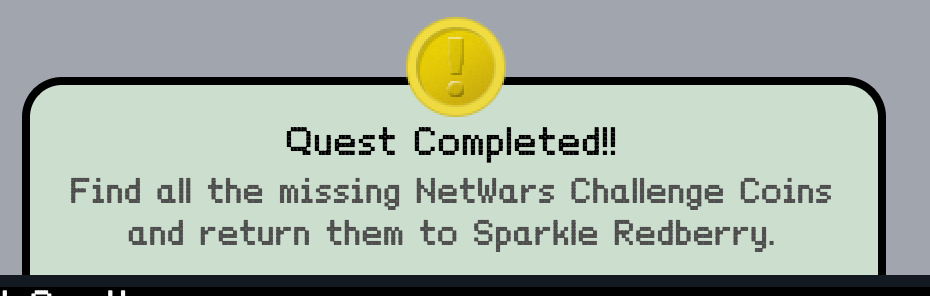 Quest Completed!!
Find all the missing NetWars Challenge Coins
and return them to Sparkle Redberry.